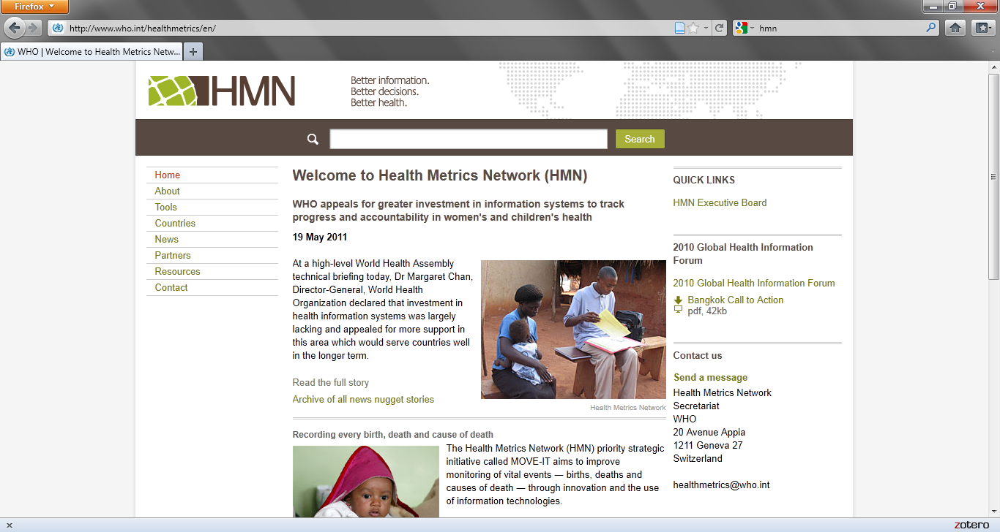 Firefox
http://www.who.int/healthmetrics/en/
hmn
WHO | Welcome to Health Metrics Netw...
HMN
Better information.
Better decisions.
Better health.
Search
Home
About
Tools
Countries
News
Partners
Resources
Contact
Welcome to Health Metrics Network (HMN)
WHO appeals for greater investment in information systems to track
progress and accountability in women's and children's health
19 May 2011
At a high-level World Health Assembly
technical briefing today, Dr Margaret Chan,
Director-General, World Health
Organization declared that investment in
health information systems was largely
lacking and appealed for more support in
this area which would serve countries well
in the longer term.
Health Metrics Network
Read the full story
Archive of all news nugget stories
Recording every birth, death and cause of death
The Health Metrics Network (HMN) priority strategic
initiative called MOVE-IT aims to improve
monitoring of vital events — births, deaths and
causes of death — through innovation and the use
of information technologies.
QUICK LINKS
HMN Executive Board
2010 Global Health Information
Forum
2010 Global Health Information Forum
Bangkok Call to Action
pdf, 42kb
Contact us
Send a message
Health Metrics Network
Secretariat
WHO
20 Avenue Appia
1211 Geneva 27
Switzerland
healthmetrics@who.int
zotero